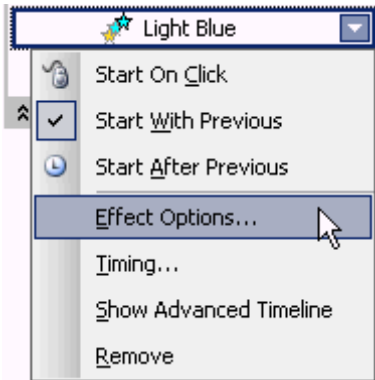 Light Blue
Start On Click
Start With Previous
Start After Previous
Effect Options...
Timing...
Show Advanced Timeline
Remove